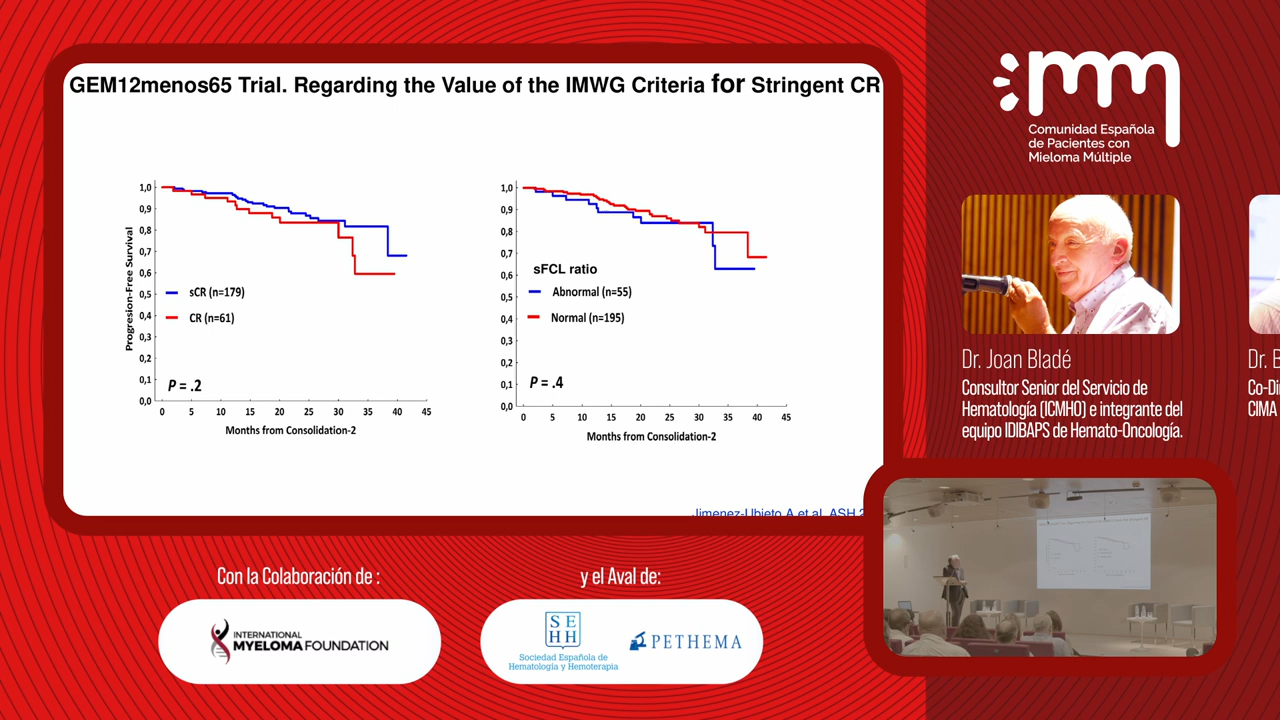 GEM12menos65 Trial. Regarding the Value of the IMWG Criteria for Stringent CR
Progresion-Free Survival
1,0
0,9
0,8
0,7
0,6
0,5
0,4
0,3
0,2
0,1
0,0
sCR (n=179)
CR (n=61)
P = .2
0 5 10 15 20 25 30 35 40 45
Months from Consolidation-2
1,0
0,9
0,8
0,7
0,6
0,5
0,4
0,3
0,2
0,1
0,0
sFCL ratio
Abnormal (n=55)
Normal (n=195)
P = .4
0 5 10 15 20 25 30 35 40 45
Months from Consolidation-2
Jimenez-Ubieto A et al. ASH
mm
Comunidad Española
de Pacientes con
Mieloma Múltiple
Dr. Joan Bladé
Consultor Senior del Servicio de
Hematología (ICMHO) e integrante del
equipo IDIBAPS de Hemato-Oncología.
Dr.
CIMA
Con la Colaboración de :
INTERNATIONAL
MYELOMA FOUNDATION
y el Aval de:
SE
HH
Sociedad Española de
Hematología y Hemoterapia
PETHEMA